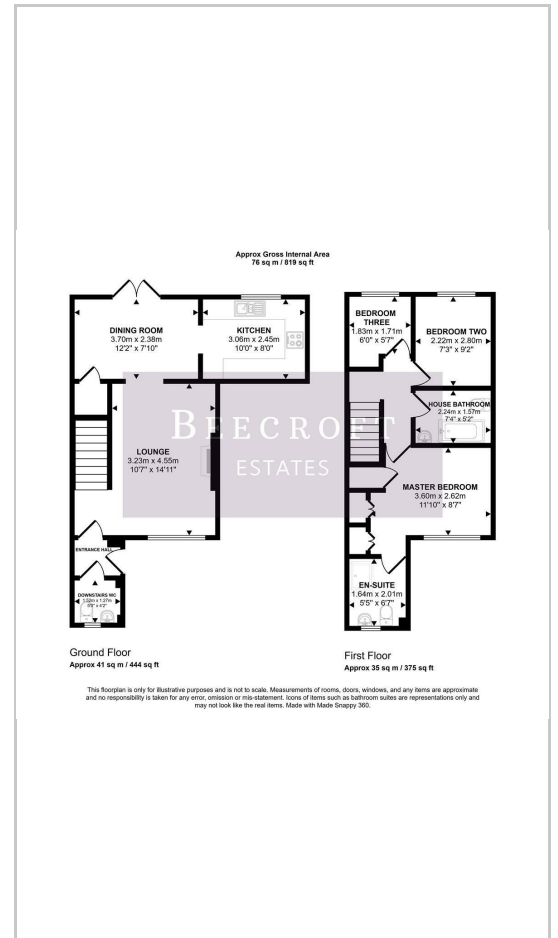 Approx Gross Internal Area
76 sq m / 819 sq ft
DINING ROOM
3.70m x 2.38m
12'2" x 7'10"
KITCHEN
3.06m x 2.45m
10'0" x 8'0"
LOUNGE
3.23m x 4.55m
10'7" x 14'11"
ENTRANCE HALL
DOWNSTAIRS WC
BEDROOM
THREE
1.83m x 1.71m
6'0" x 5'7"
BEDROOM TWO
2.22m x 2.80m
7'3" x 9'2"
HOUSE BATHROOM
2.24m x 1.57m
7'4" x 5'2"
MASTER BEDROOM
3.60m x 2.62m
11'10" x 8'7"
EN-SUITE
1.64m x 2.01m
5'5" x 6'7"
BEECROFT
ESTATES
Ground Floor
Approx 41 sq m / 444 sq ft
First Floor
Approx 35 sq m / 375 sq ft
This floorplan is only for illustrative purposes and is not to scale. Measurements of rooms, doors, windows, and any items are approximate
and no responsibility is taken for any error, omission or mis-statement. Icons of items such as bathroom suites are representations only and
may not look like the real items. Made with Made Snappy 360.